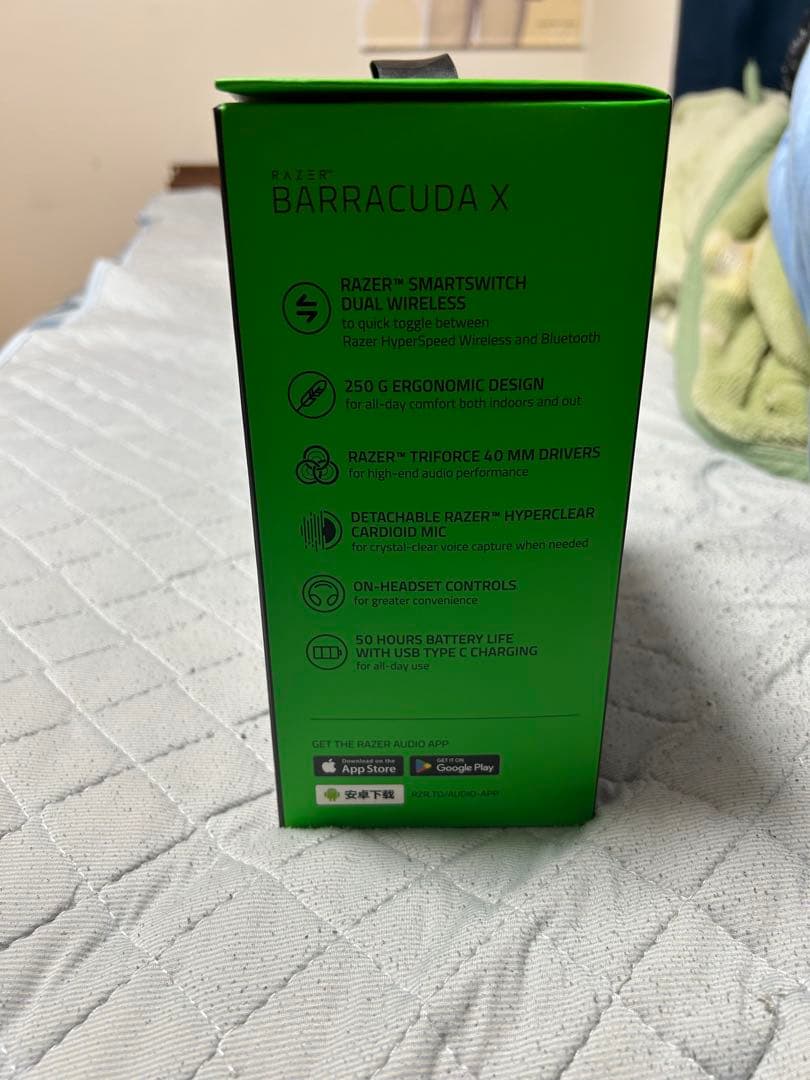 RAZER™
BARRACUDA X
RAZER™ SMARTSWITCH
DUAL WIRELESS
to quick toggle between
Razer HyperSpeed Wireless and Bluetooth
250 G ERGONOMIC DESIGN
for all-day comfort both indoors and out
RAZER™ TRIFORCE 40 MM DRIVERS
for high-end audio performance
DETACHABLE RAZER™ HYPERCLEAR
CARDIOID MIC
for crystal-clear voice capture when needed
ON-HEADSET CONTROLS
for greater convenience
50 HOURS BATTERY LIFE
WITH USB TYPE C CHARGING
for all-day use
GET THE RAZER AUDIO APP
Download on the
App Store
GET IT ON
Google Play
安卓下载
RZR.TO/AUDIO-APP